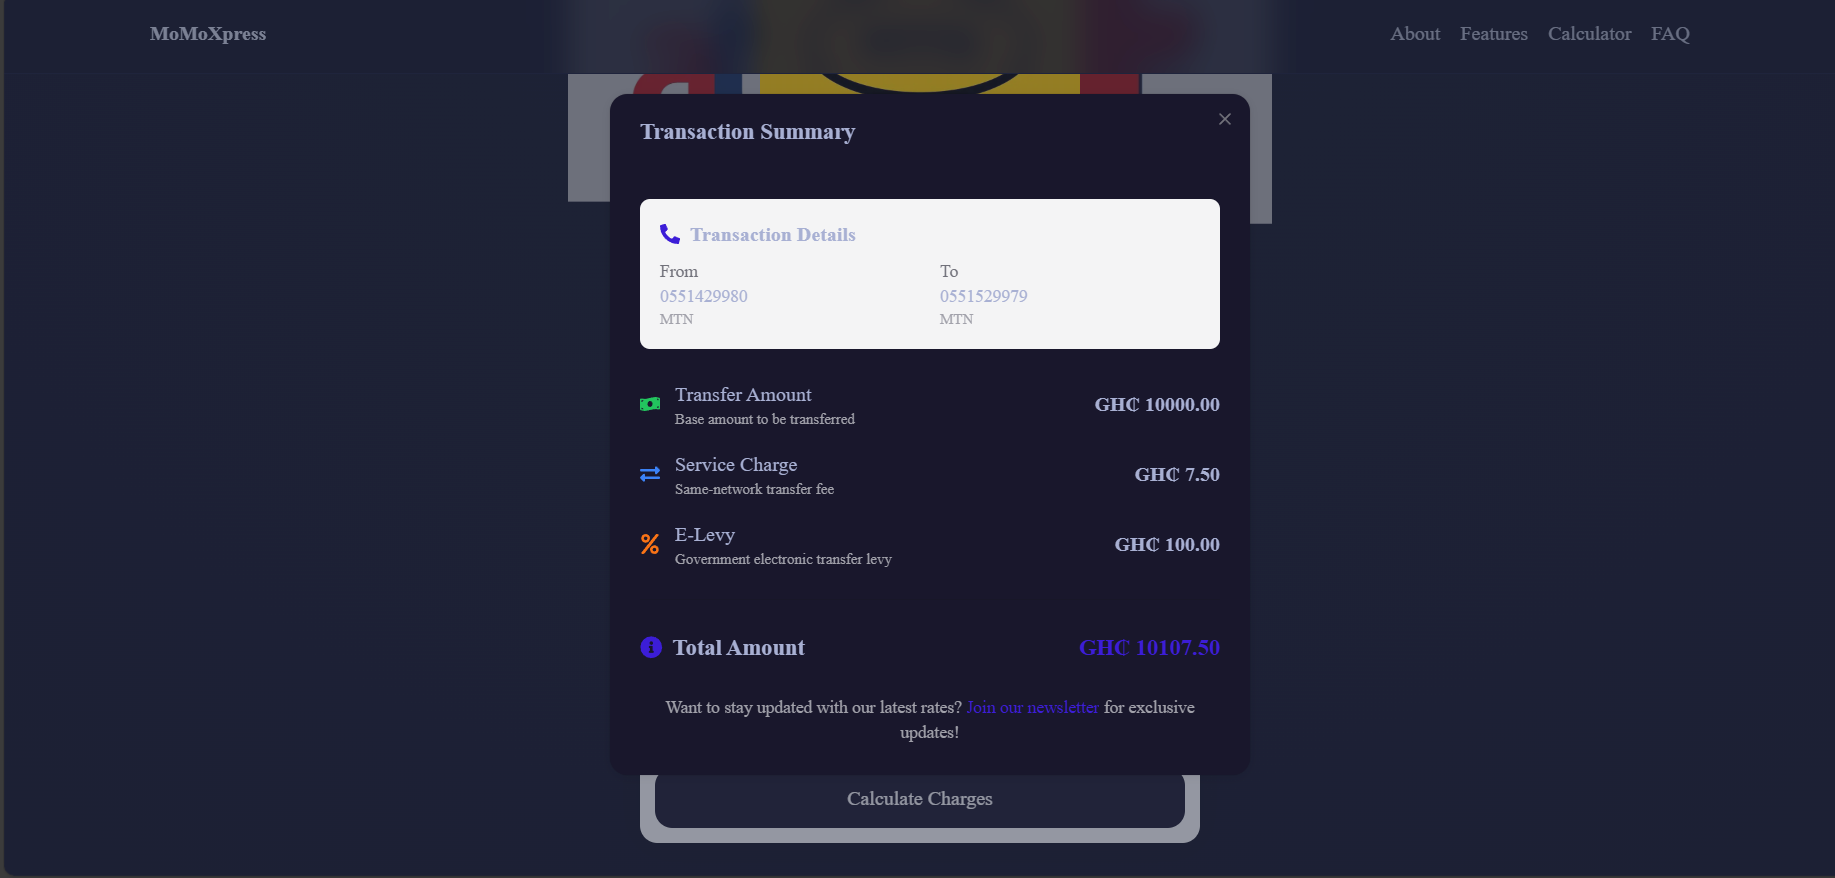 MoMoXpress
About Features Calculator FAQ
Transaction Summary
Transaction Details
From To
0551429980 0551529979
MTN MTN
Transfer Amount GH₵ 10000.00
Base amount to be transferred
Service Charge GH₵ 7.50
Same-network transfer fee
E-Levy GH₵ 100.00
Government electronic transfer levy
Total Amount GH₵ 10107.50
Want to stay updated with our latest rates? Join our newsletter for exclusive
updates!
Calculate Charges